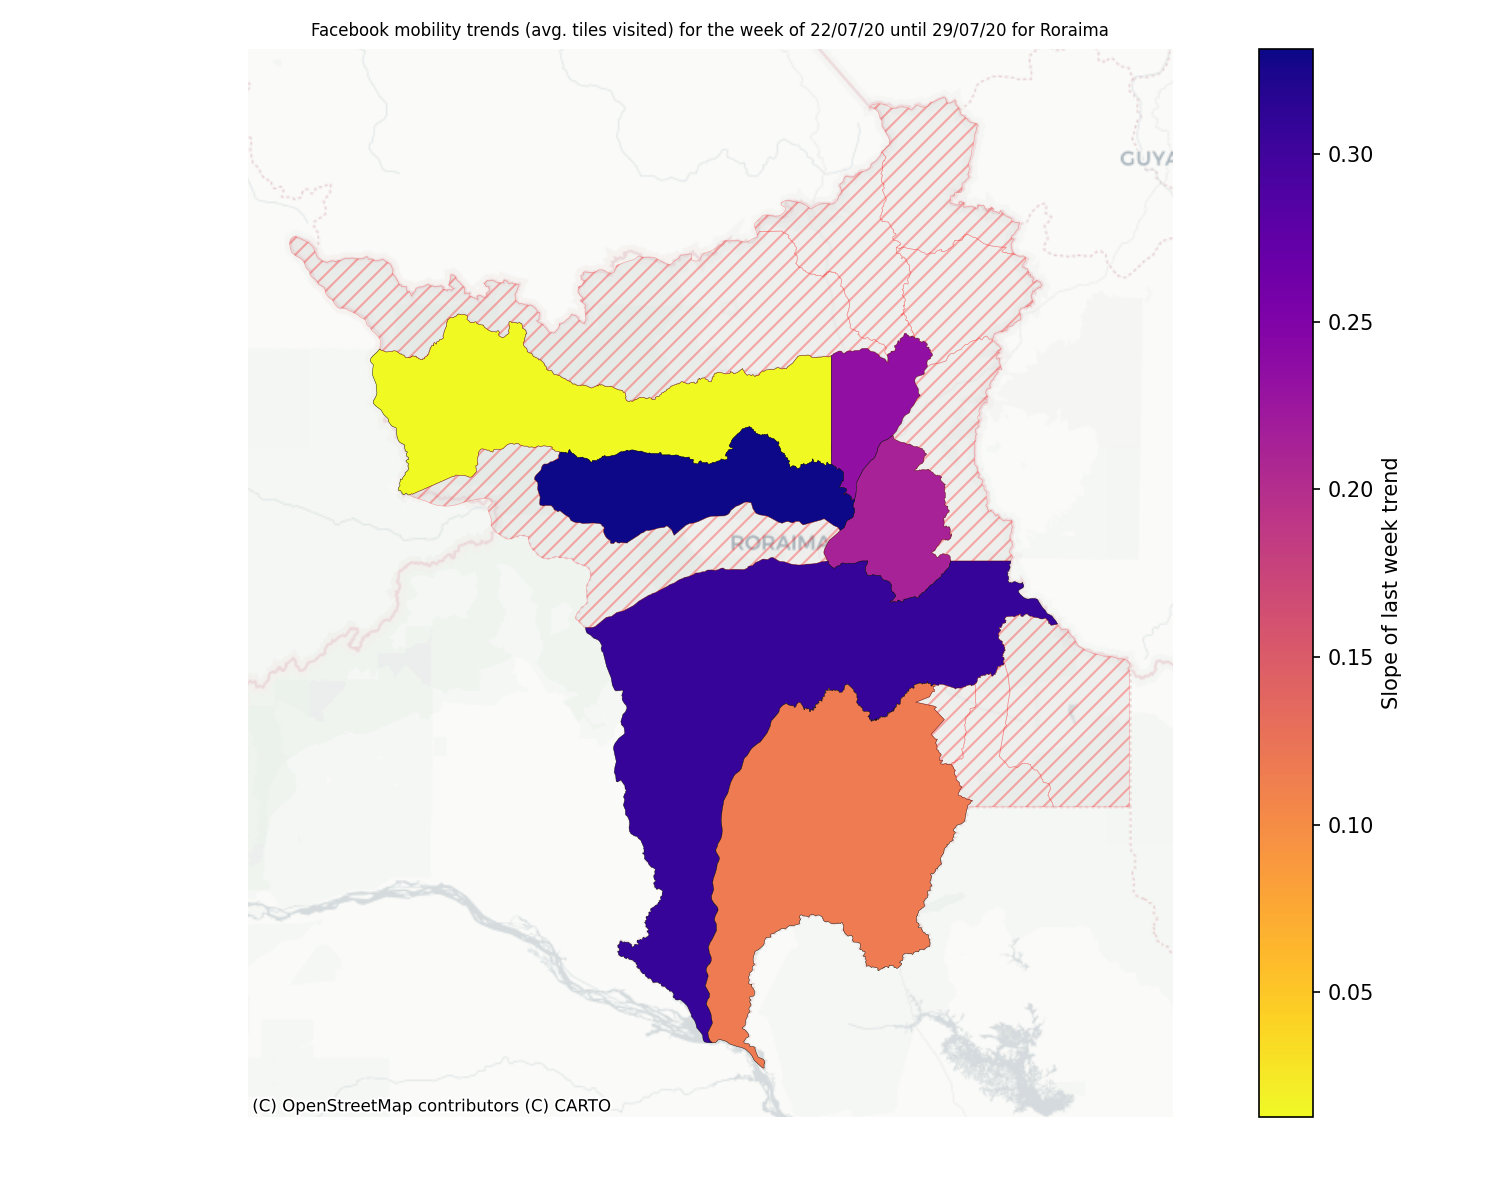 Facebook mobility trends (avg. tiles visited) for the week of 22/07/20 until 29/07/20 for Roraima
GUYA
0.30
0.25
0.20
0.15
0.10
0.05
Slope of last week trend
RORAIMA
(C) OpenStreetMap contributors (C) CARTO